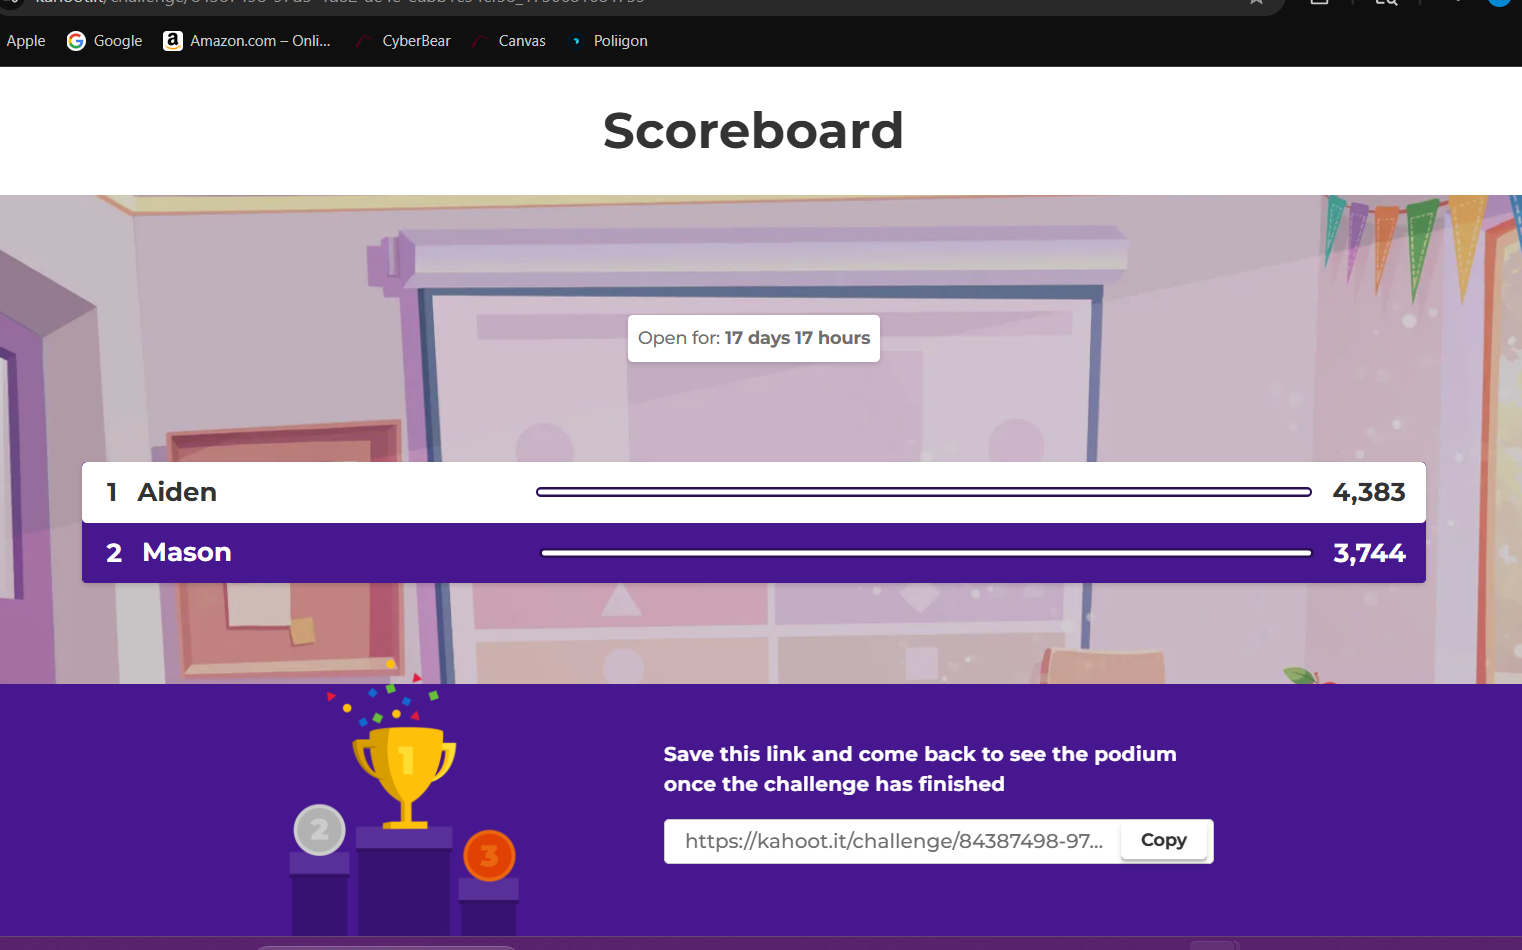 Apple
Google
Amazon.com – Onli...
CyberBear
Canvas
Poliigon
Scoreboard
Open for: 17 days 17 hours
1 Aiden 4,383
2 Mason 3,744
1
2
3
Save this link and come back to see the podium
once the challenge has finished
https://kahoot.it/challenge/84387498-97...
Copy